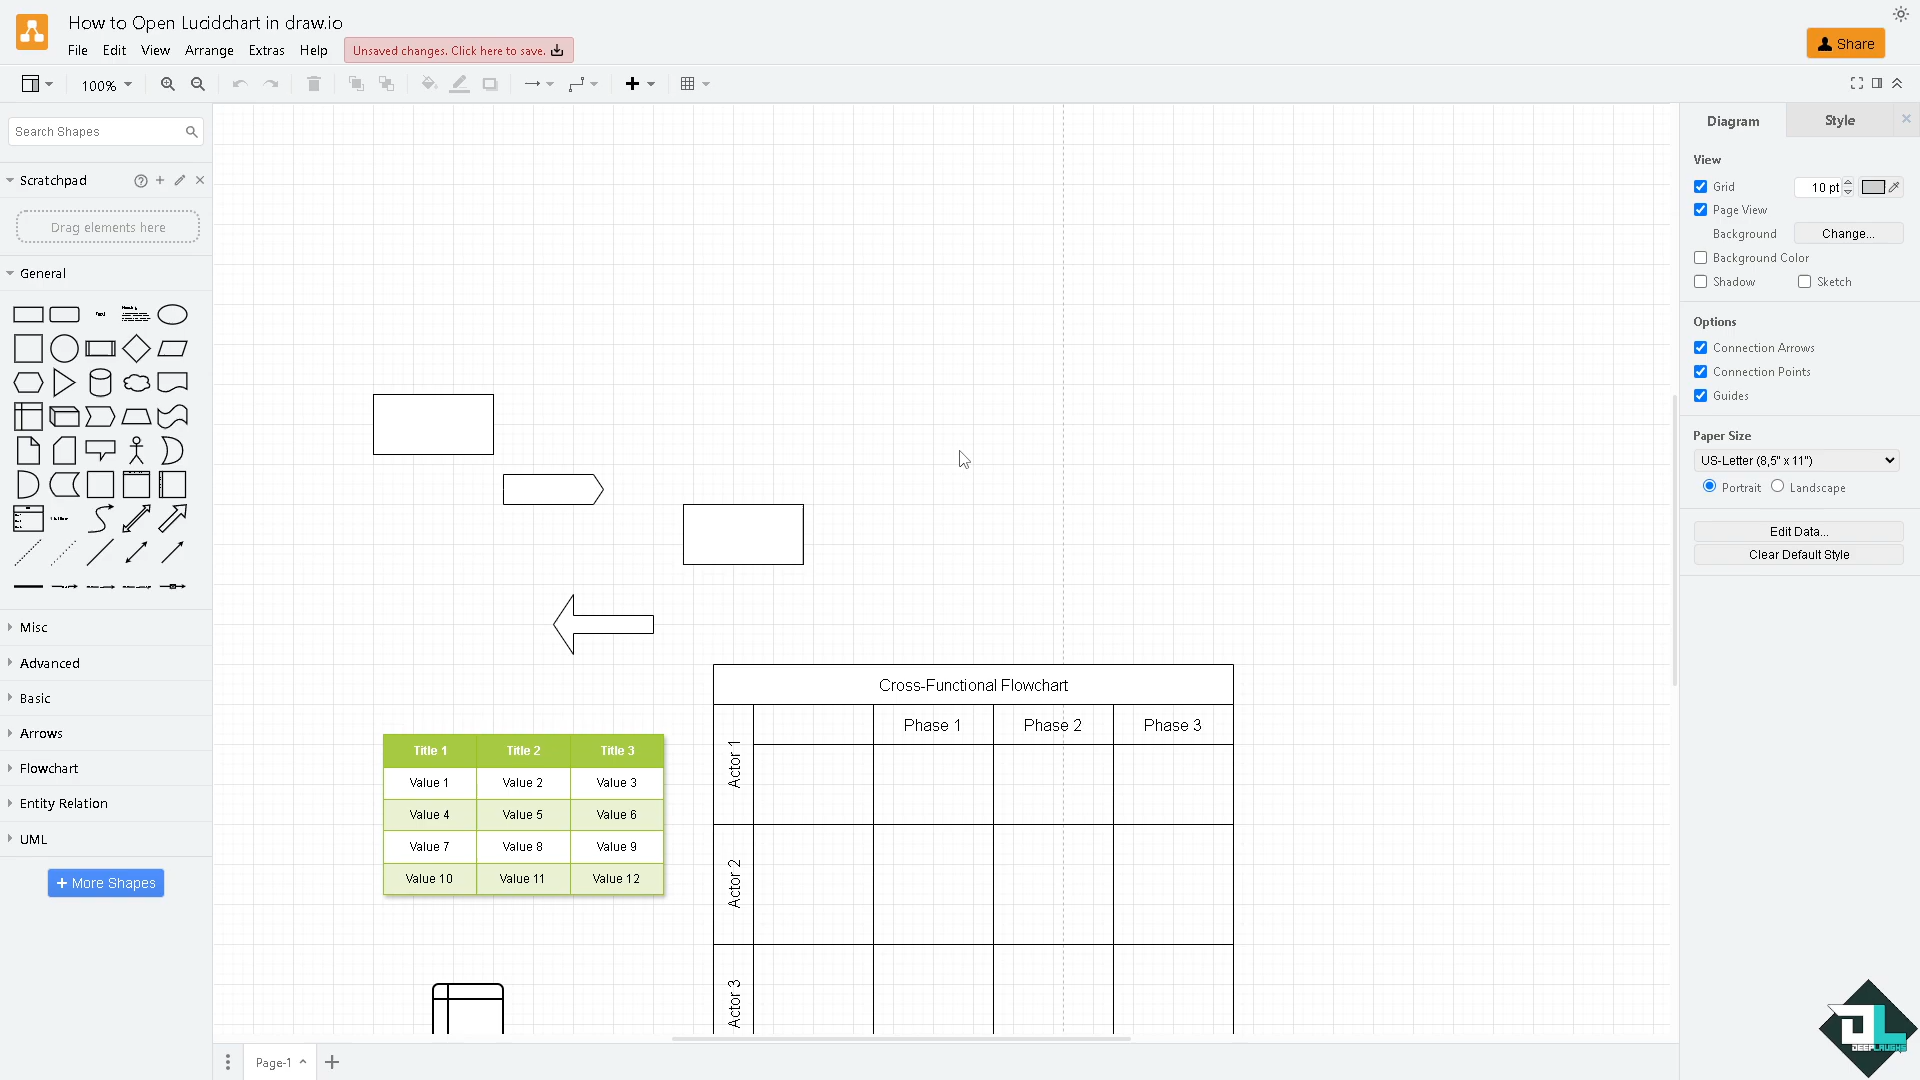 How to Open Lucidchart in draw.io
File Edit View Arrange Extras Help
Unsaved changes. Click here to save.
Share
100%
Search Shapes
Scratchpad
Drag elements here
General
Misc
Advanced
Basic
Arrows
Flowchart
Entity Relation
UML
+ More Shapes
Cross-Functional Flowchart
Phase 1 Phase 2 Phase 3
Actor 1
Actor 2
Actor 3
Title 1 Title 2 Title 3
Value 1 Value 2 Value 3
Value 4 Value 5 Value 6
Value 7 Value 8 Value 9
Value 10 Value 11 Value 12
Page-1
Diagram Style
View
Grid 10 pt
Page View
Background Change...
Background Color
Shadow Sketch
Options
Connection Arrows
Connection Points
Guides
Paper Size
US-Letter (8,5" x 11")
Portrait Landscape
Edit Data...
Clear Default Style
DEEPLAUGHS